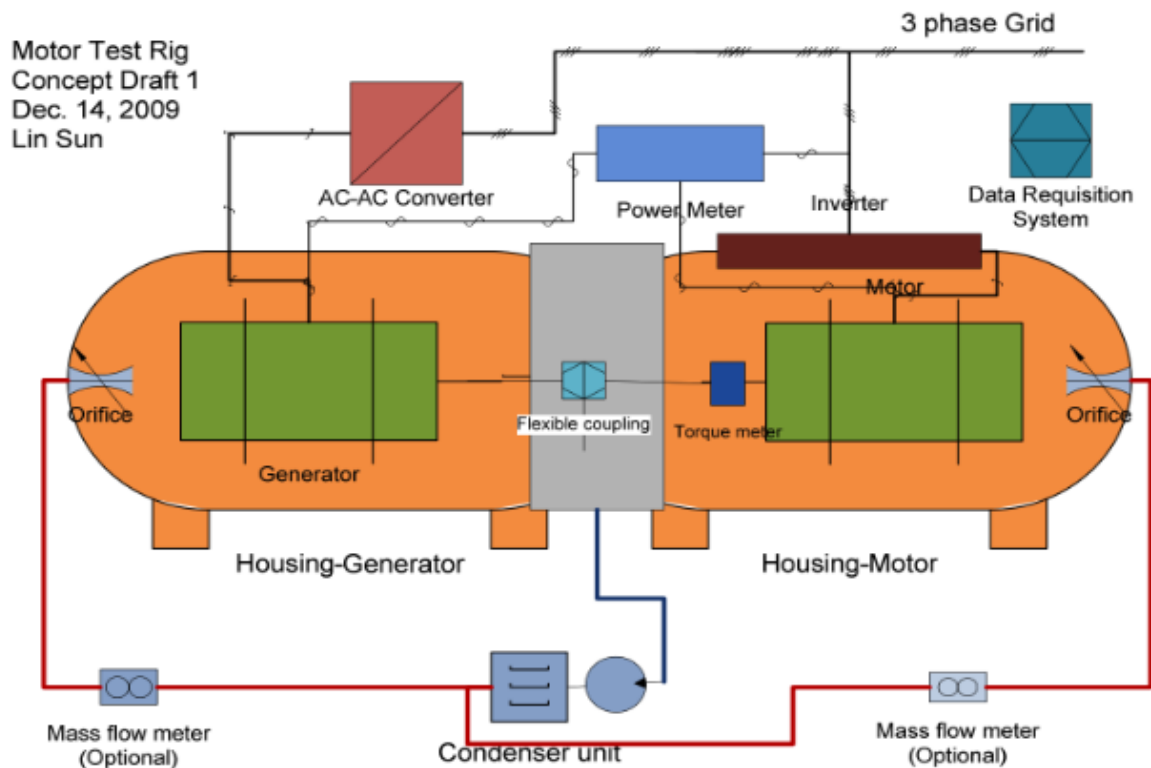 3 phase Grid
Motor Test Rig
Concept Draft 1
Dec. 14, 2009
Lin Sun
AC-AC Converter
Power Meter
Inverter
Data Requisition
System
Motor
Orifice
Flexible coupling
Torque meter
Orifice
Generator
Housing-Generator
Housing-Motor
Mass flow meter
(Optional)
Condenser unit
Mass flow meter
(Optional)